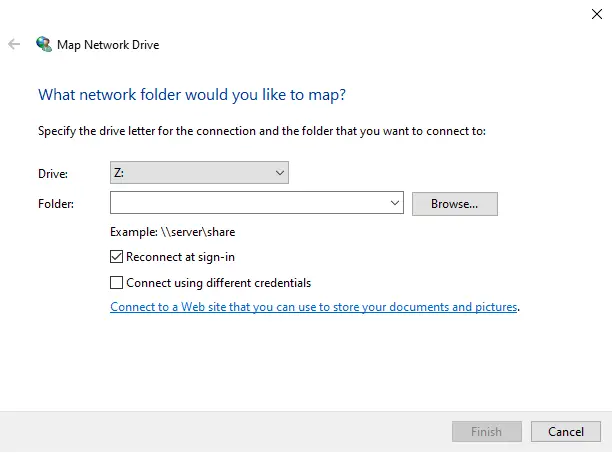 Map Network Drive
What network folder would you like to map?
Specify the drive letter for the connection and the folder that you want to connect to:
Drive: Z:
Folder: Browse...
Example: \\server\share
Reconnect at sign-in
Connect using different credentials
Connect to a Web site that you can use to store your documents and pictures.
Finish Cancel